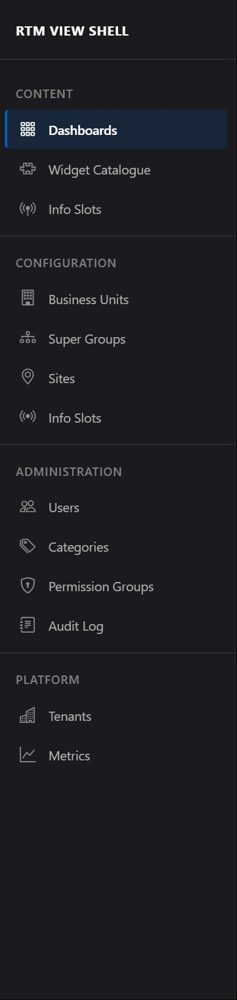 RTM VIEW SHELL
CONTENT
Dashboards
Widget Catalogue
Info Slots
CONFIGURATION
Business Units
Super Groups
Sites
Info Slots
ADMINISTRATION
Users
Categories
Permission Groups
Audit Log
PLATFORM
Tenants
Metrics